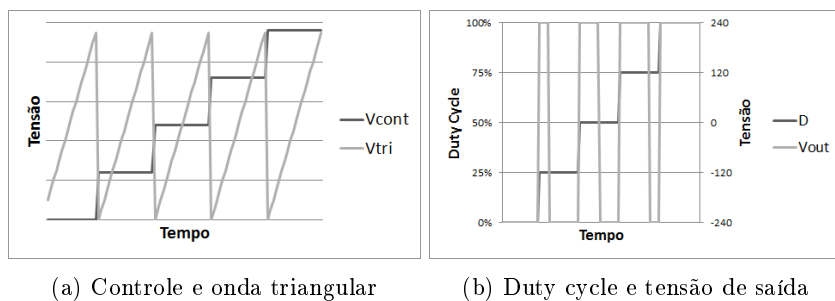 Tensão
Tempo
Vcont
Vtri
100%
75%
50%
25%
0%
Duty Cycle
240
120
0
-120
-240
Tensão
Tempo
D
Vout
(a) Controle e onda triangular
(b) Duty cycle e tensão de saída